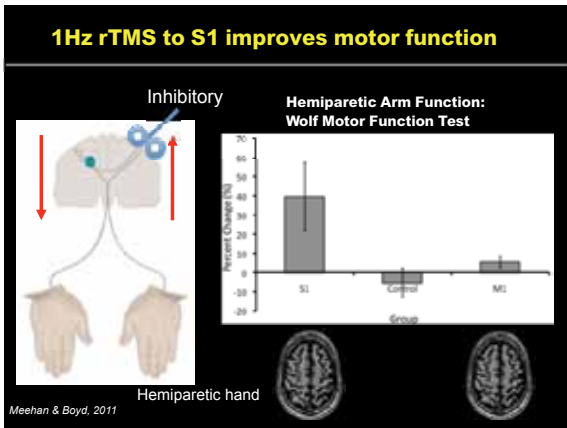 1Hz rTMS to S1 improves motor function
Inhibitory
Hemiparetic Arm Function:
Wolf Motor Function Test
Percent Change (%)
70
60
50
40
30
20
10
0
-10
-20
S1
Control
M1
Group
Hemiparetic hand
Meehan & Boyd, 2011